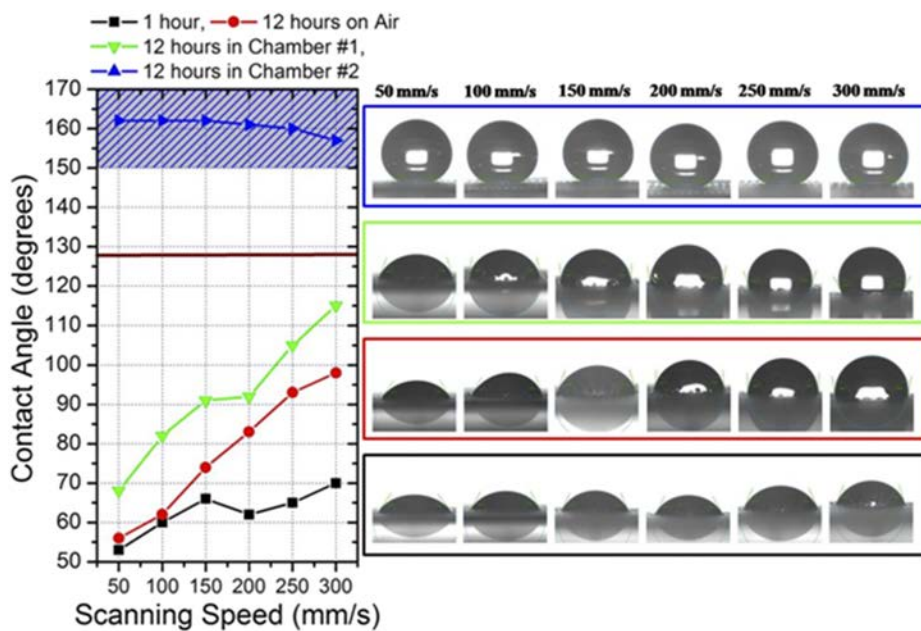 1 hour, 12 hours on Air
12 hours in Chamber #1,
12 hours in Chamber #2
170
160
150
140
130
120
110
100
90
80
70
60
50
Contact Angle (degrees)
50 100 150 200 250 300
Scanning Speed (mm/s)
50 mm/s 100 mm/s 150 mm/s 200 mm/s 250 mm/s 300 mm/s